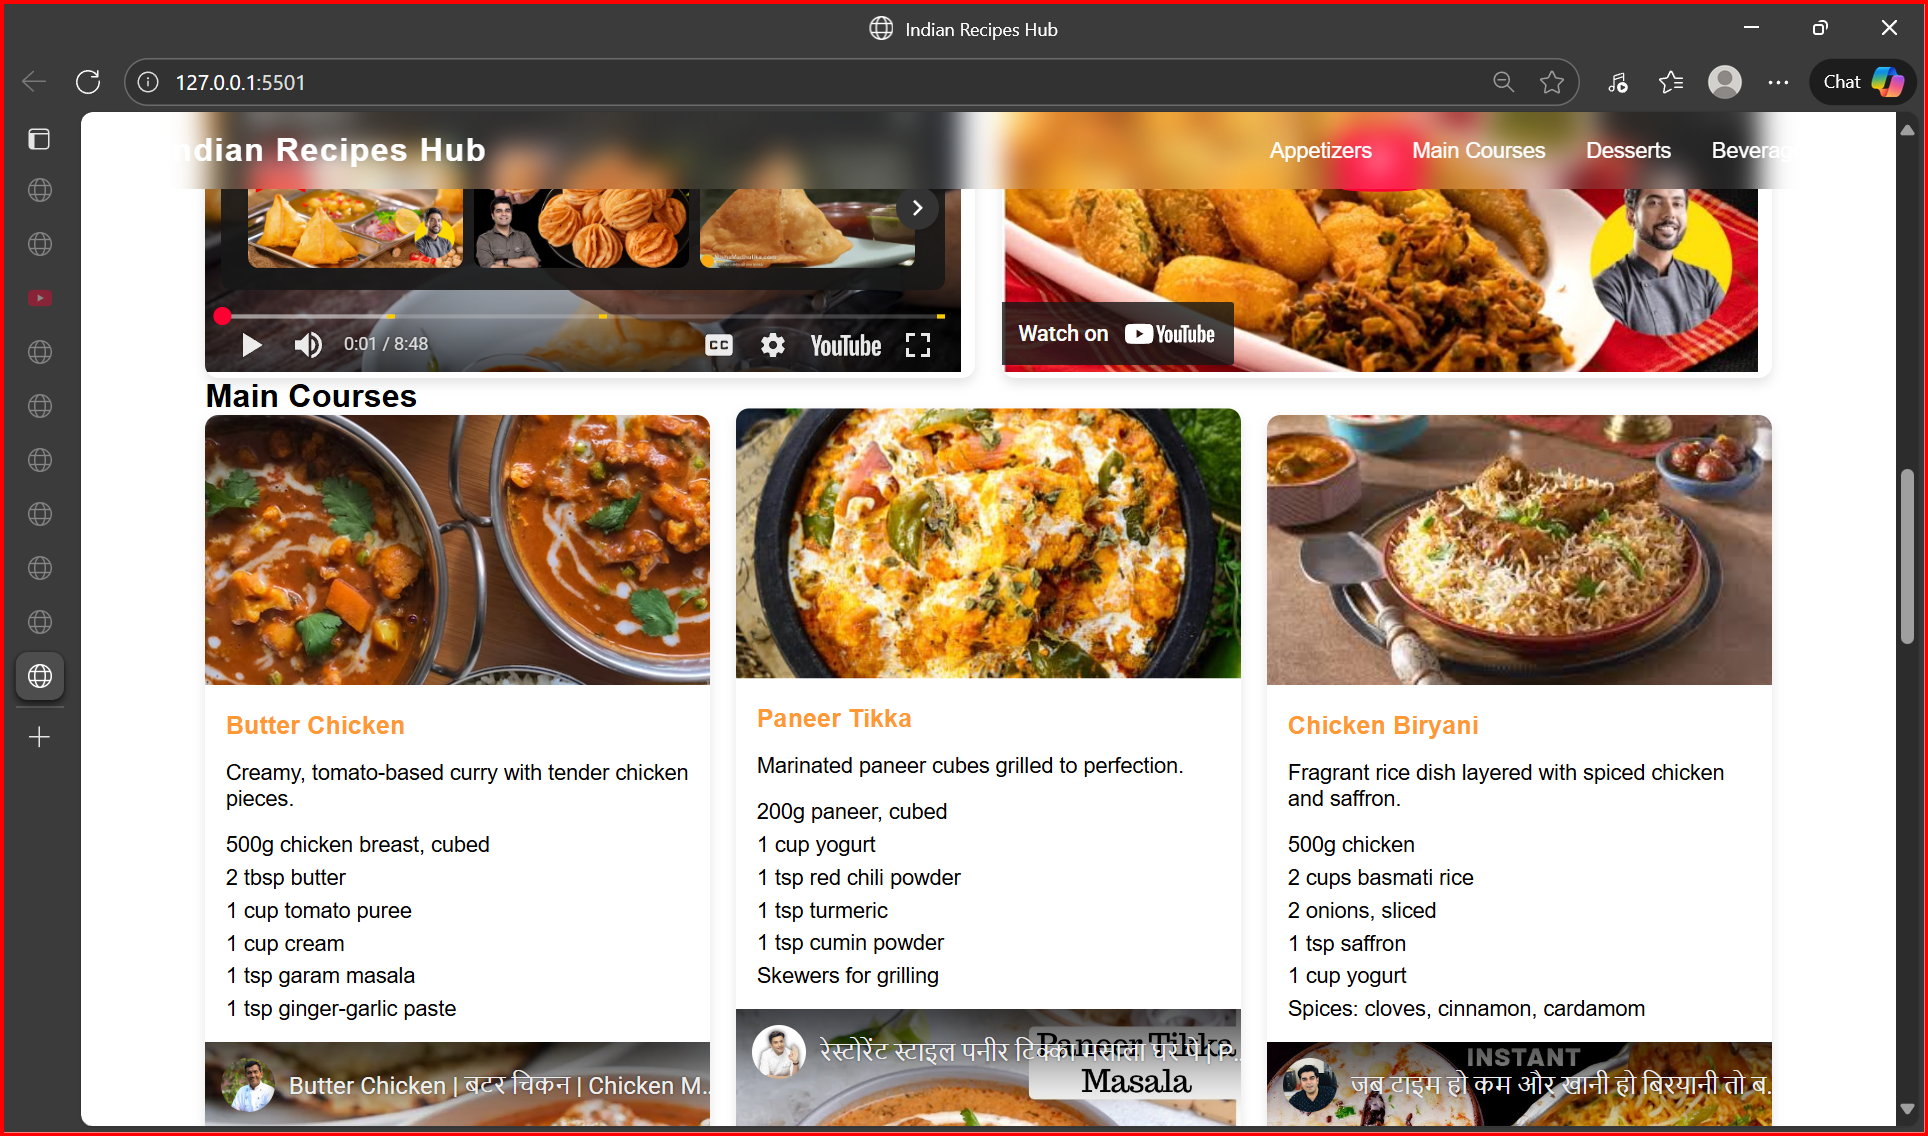 Indian Recipes Hub
127.0.0.1:5501
Chat
Indian Recipes Hub
Appetizers
Main Courses
Desserts
0:01 / 8:48
CC
YouTube
Watch on YouTube
Main Courses
Butter Chicken
Creamy, tomato-based curry with tender chicken
pieces.
500g chicken breast, cubed
2 tbsp butter
1 cup tomato puree
1 cup cream
1 tsp garam masala
1 tsp ginger-garlic paste
Butter Chicken | बटर चिकन | Chicken M...
Paneer Tikka
Marinated paneer cubes grilled to perfection.
200g paneer, cubed
1 cup yogurt
1 tsp red chili powder
1 tsp turmeric
1 tsp cumin powder
Skewers for grilling
रेस्टोरेंट स्टाइल पनीर टिक्का मसाला घर पे | P...
Paneer Tikka
Masala
Chicken Biryani
Fragrant rice dish layered with spiced chicken
and saffron.
500g chicken
2 cups basmati rice
2 onions, sliced
1 tsp saffron
1 cup yogurt
Spices: cloves, cinnamon, cardamom
INSTANT
जब टाइम हो कम और खानी हो बिरयानी तो ब...